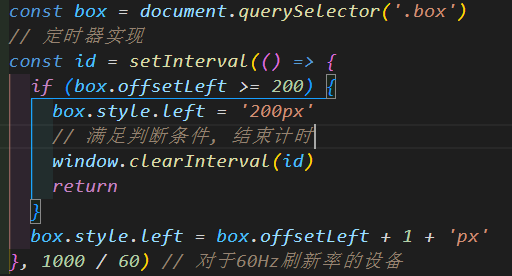 const box = document.querySelector('.box')
// 定时器实现
const id = setInterval(() => {
if (box.offsetLeft >= 200) {
box.style.left = '200px'
// 满足判断条件, 结束计时
window.clearInterval(id)
return
}
box.style.left = box.offsetLeft + 1 + 'px'
}, 1000 / 60) // 对于60Hz刷新率的设备